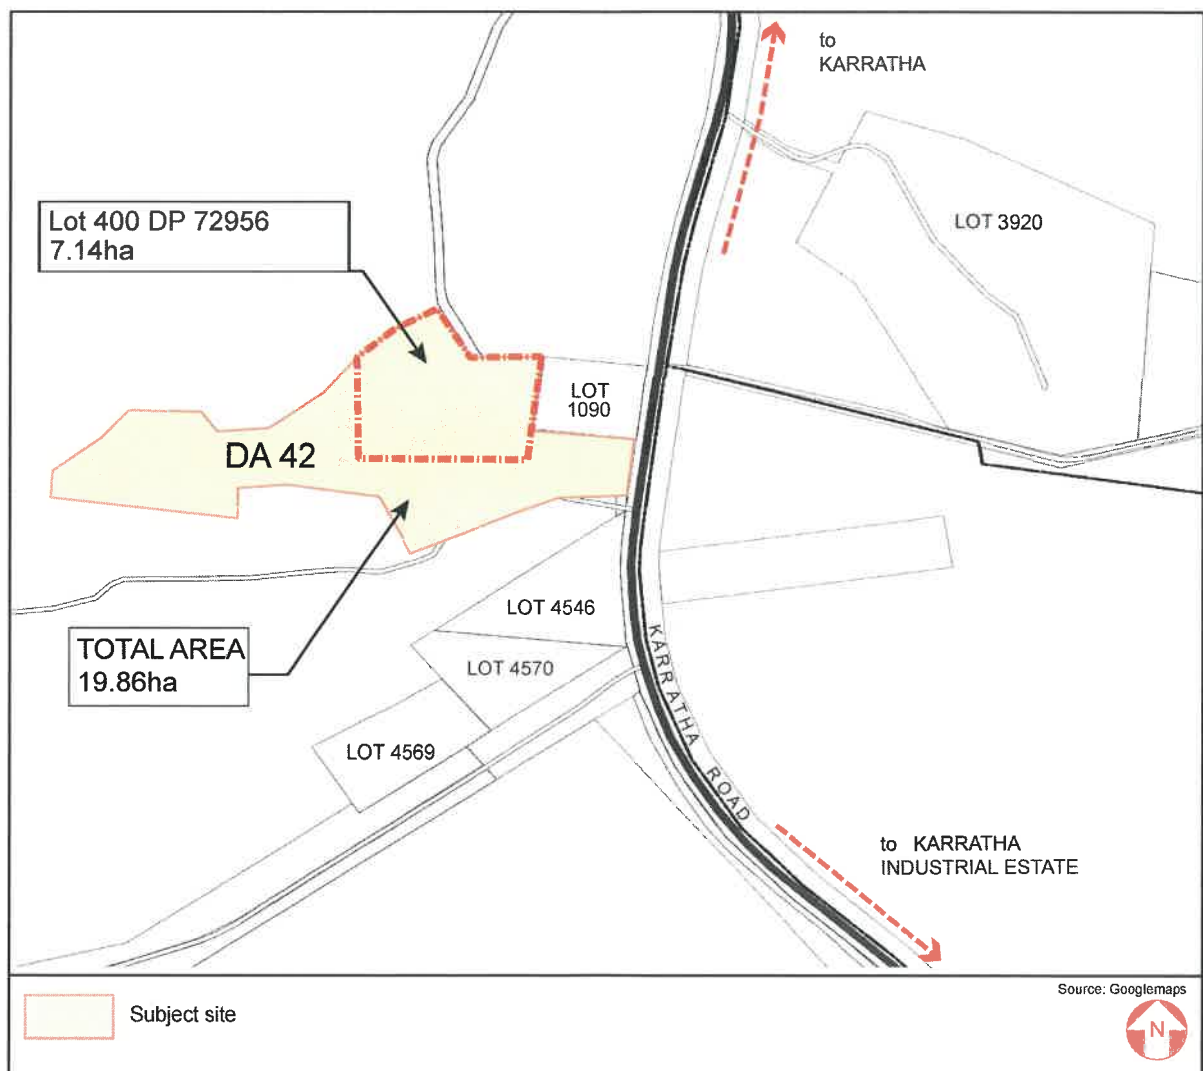 to
KARRATHA
Lot 400 DP 72956
7.14ha
LOT 3920
LOT
1090
DA 42
LOT 4546
TOTAL AREA
19.86ha
LOT 4570
LOT 4569
KARRATHA ROAD
to KARRATHA
INDUSTRIAL ESTATE
Source: Googlemaps
Subject site
N